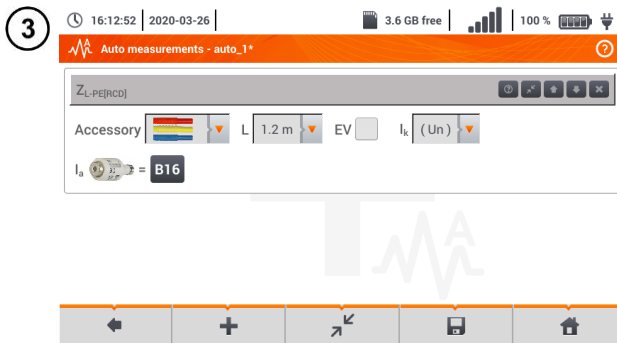 3
16:12:52 2020-03-26 3.6 GB free 100 %
Auto measurements - auto_1* ?
ZL-PE[RCD] ?
Accessory L 1.2 m EV Ik ( Un )
Ia = B16